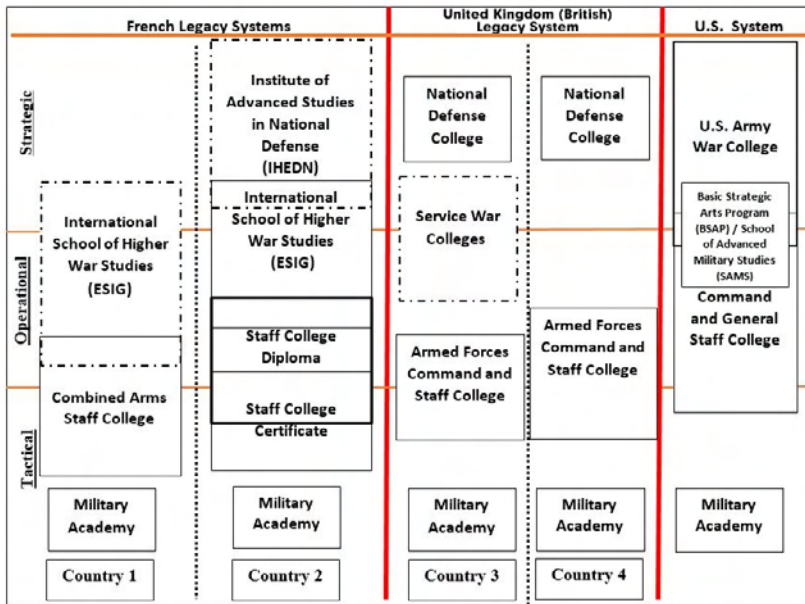 French Legacy Systems
United Kingdom (British)
Legacy System
U.S. System
Strategic
Operational
Tactical
International
School of Higher
War Studies
(ESIG)
Combined Arms
Staff College
Military
Academy
Country 1
Institute of
Advanced Studies
in National
Defense
(IHEDN)
International
School of Higher
War Studies
(ESIG)
Staff College
Diploma
Staff College
Certificate
Military
Academy
Country 2
National
Defense
College
Service War
Colleges
Armed Forces
Command and
Staff College
Military
Academy
Country 3
National
Defense
College
Armed Forces
Command and
Staff College
Military
Academy
Country 4
U.S. Army
War College
Basic Strategic
Arts Program
(BSAP) / School
of Advanced
Military Studies
(SAMS)
Command
and General
Staff College
Military
Academy